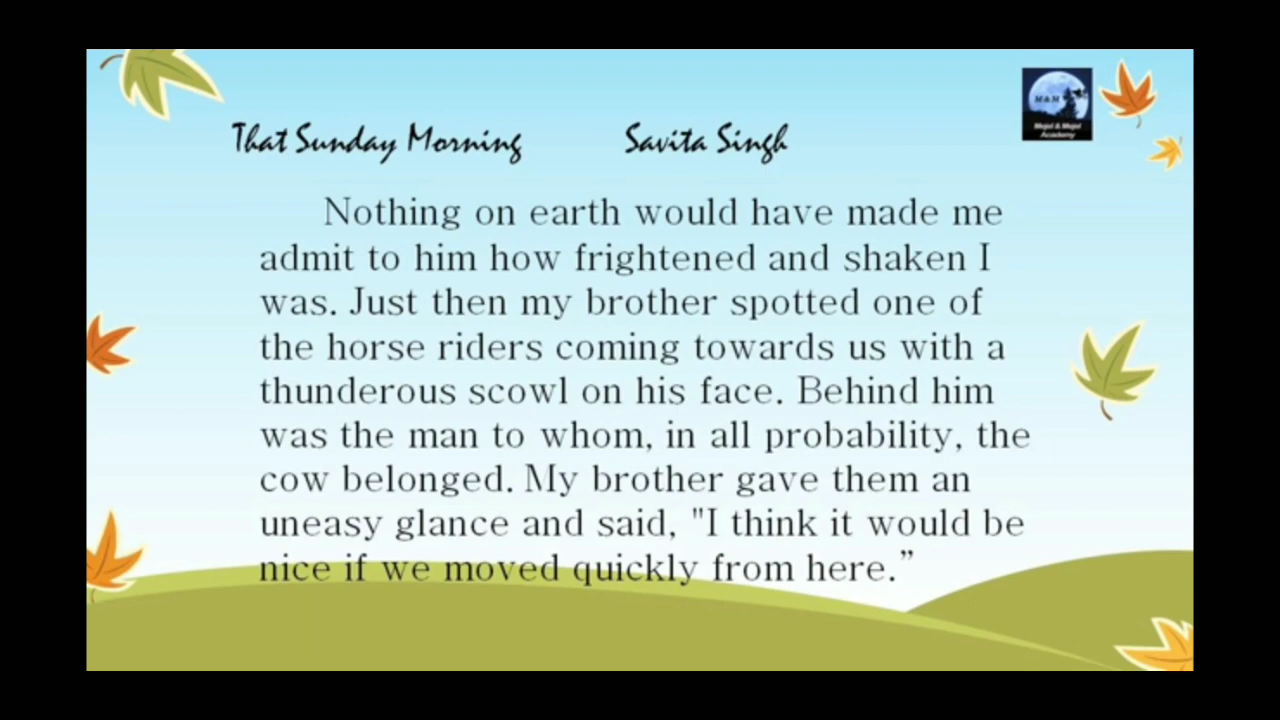 That Sunday Morning Savita Singh
M & M
Mojol & Mojol
Academy
Nothing on earth would have made me
admit to him how frightened and shaken I
was. Just then my brother spotted one of
the horse riders coming towards us with a
thunderous scowl on his face. Behind him
was the man to whom, in all probability, the
cow belonged. My brother gave them an
uneasy glance and said, "I think it would be
nice if we moved quickly from here.”